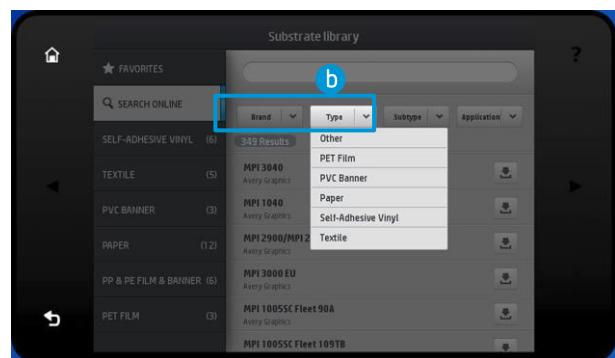 Substrate library
?
FAVORITES
b
SEARCH ONLINE
Brand Type Subtype Application
SELF-ADHESIVE VINYL (6)
349 Results
Other
PET Film
PVC Banner
Paper
Self-Adhesive Vinyl
Textile
TEXTILE (5)
PVC BANNER (3)
PAPER (12)
PP & PE FILM & BANNER (6)
PET FILM (3)
MPI 3040
Avery Graphics
MPI 1040
Avery Graphics
MPI 2900/MPI 2
Avery Graphics
MPI 3000 EU
Avery Graphics
MPI 1005SC Fleet 90A
Avery Graphics
MPI 1005SC Fleet 109TB